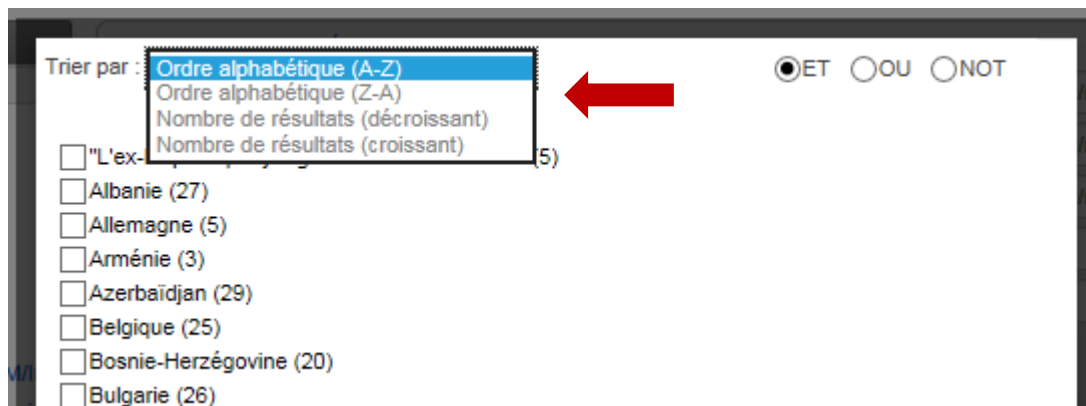 Trier par : Ordre alphabétique (A-Z)
ET OU NOT
Ordre alphabétique (Z-A)
Nombre de résultats (décroissant)
Nombre de résultats (croissant)
"L'ex- (5)
Albanie (27)
Allemagne (5)
Arménie (3)
Azerbaïdjan (29)
Belgique (25)
Bosnie-Herzégovine (20)
Bulgarie (26)